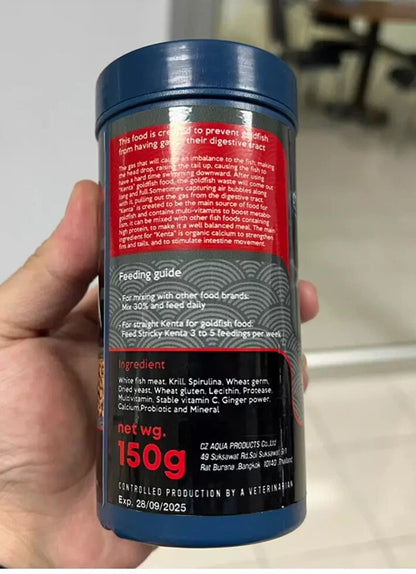 This food is created to prevent goldfish
from having gas in their digestive tract
The gas that will cause an imbalance to the fish, making
the head drop, raising the tail up, causing the fish to
have a hard time swimming downward. After using
"Kenta" goldfish food, the goldfish waste will come out
long and full. Sometimes capturing air bubbles along
with it, pulling out the gas from the digestive tract.
"Kenta" is created to be the main source of food for
goldfish and contains multi-vitamins to boost metabo-
lism, it can be mixed with other fish foods containing
high protein, to make it a well balanced meal. The main
ingredient for "Kenta" is organic calcium to strengthen
fins and tails, and to stimulate intestine movement.
Feeding guide
- For mixing with other food brands:
Mix 30% and feed daily
- For straight Kenta for goldfish food:
Feed Stricky Kenta 3 to 5 feedings per week
Ingredient
White fish meat, Krill, Spirulina, Wheat germ,
Dried yeast, Wheat gluten, Lecithin, Protease,
Multivitamin, Stable vitamin C, Ginger power,
Calcium,Probiotic and Mineral
net wg.
150g
CZ AQUA PRODUCTS Co.,Ltd
49 Suksawat Rd.Soi Suksawat
Rat Burana ,Bangkok 10140 Thailand
CONTROLLED PRODUCTION BY A VETERINARIAN
Exp. 28/09/2025